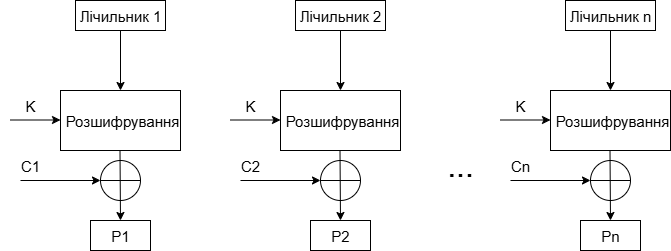 Лічильник 1
Лічильник 2
Лічильник n
K
Розшифрування
K
Розшифрування
K
Розшифрування
C1
C2
...
Cn
P1
P2
Pn